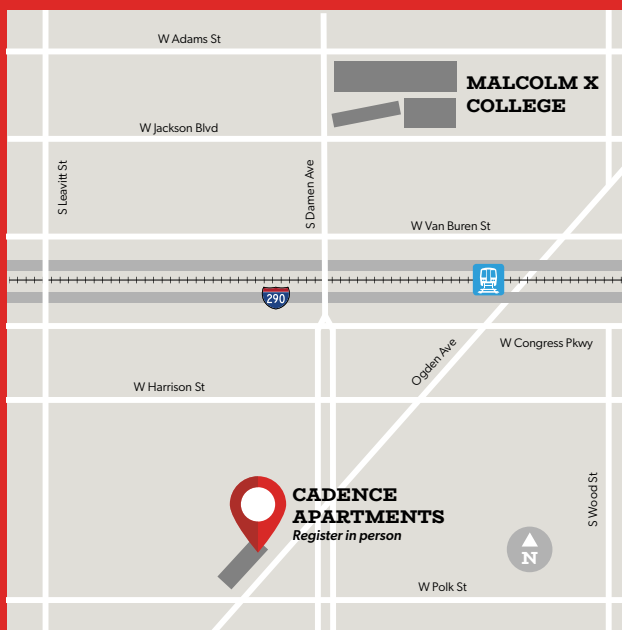 W Adams St
MALCOLM X
COLLEGE
W Jackson Blvd
S Leavitt St
S Damen Ave
W Van Buren St
290
W Congress Pkwy
Ogden Ave
W Harrison St
S Wood St
CADENCE
APARTMENTS
Register in person
N
W Polk St